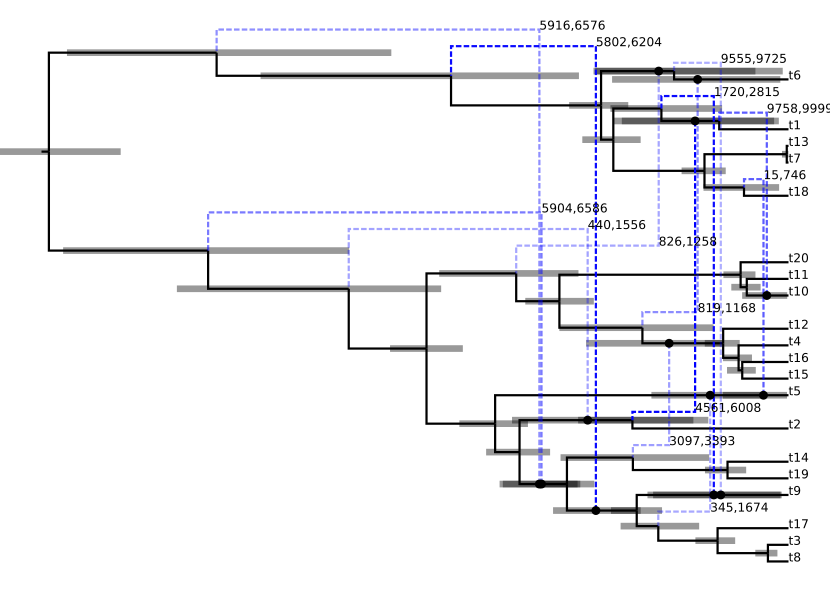 5916,6576
5802,6204
9555,9725
t6
1720,2815
9758,9999
t1
t13
t7
15,746
t18
5904,6586
440,1556
826,1258
t20
t11
t10
819,1168
t12
t4
t16
t15
t5
4561,6008
t2
3097,3393
t14
t19
t9
345,1674
t17
t3
t8